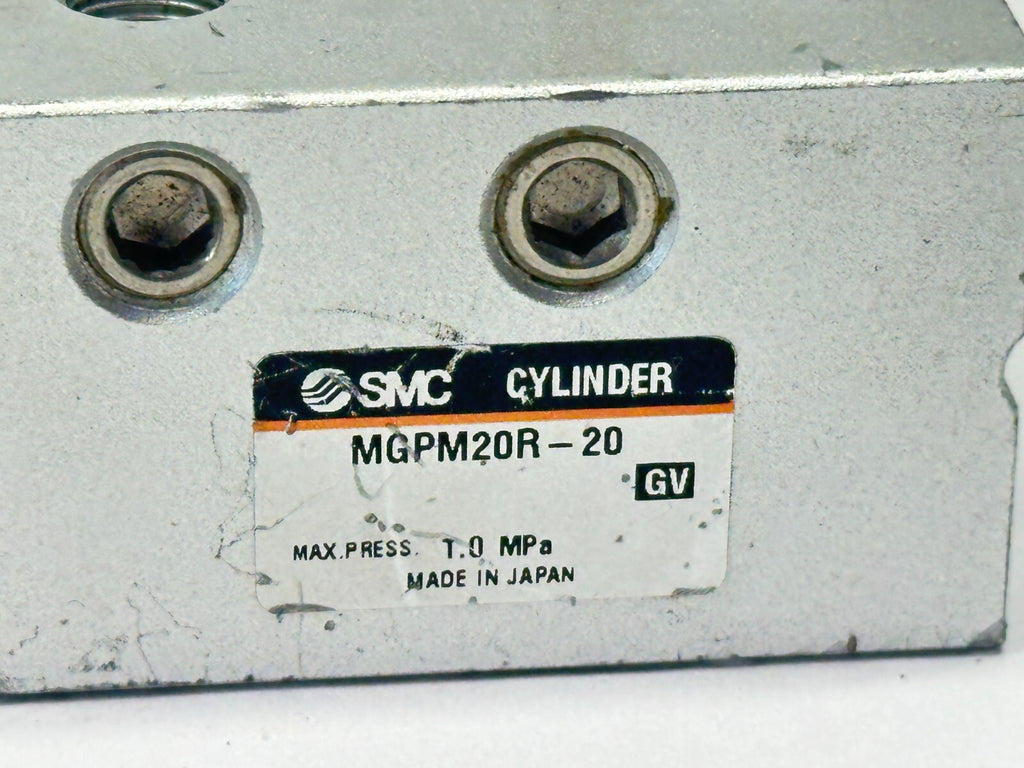 SMC CYLINDER
MGPM20R-20
GV
MAX.PRESS. 1.0 MPa
MADE IN JAPAN